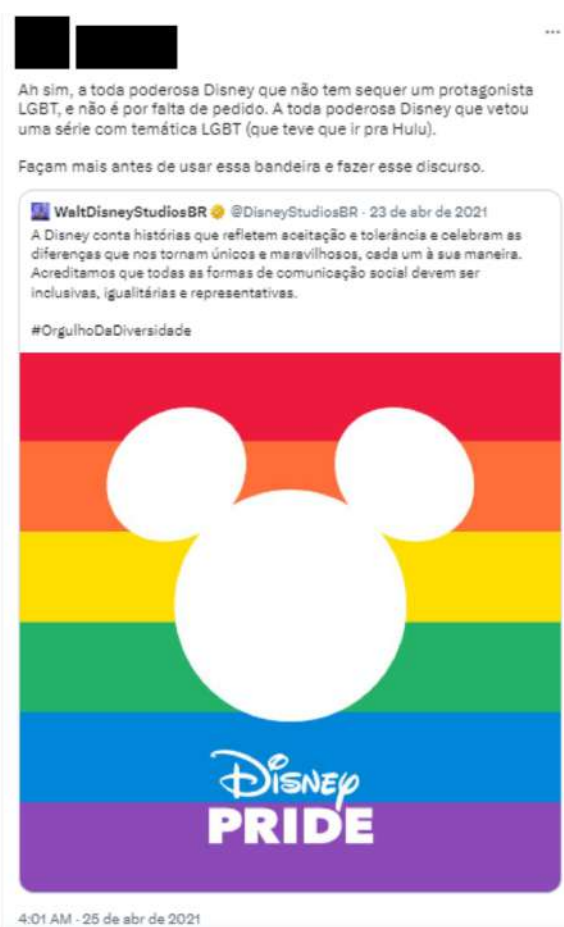 Ah sim, a toda poderosa Disney que não tem sequer um protagonista
LGBT, e não é por falta de pedido. A toda poderosa Disney que vetou
uma série com temática LGBT (que teve que ir pra Hulu).
Façam mais antes de usar essa bandeira e fazer esse discurso.
WaltDisneyStudiosBR @DisneyStudiosBR · 23 de abr de 2021
A Disney conta histórias que refletem aceitação e tolerância e celebram as
diferenças que nos tornam únicos e maravilhosos, cada um à sua maneira.
Acreditamos que todas as formas de comunicação social devem ser
inclusivas, igualitárias e representativas.
#OrgulhoDaDiversidade
Disney
PRIDE
4:01 AM · 25 de abr de 2021